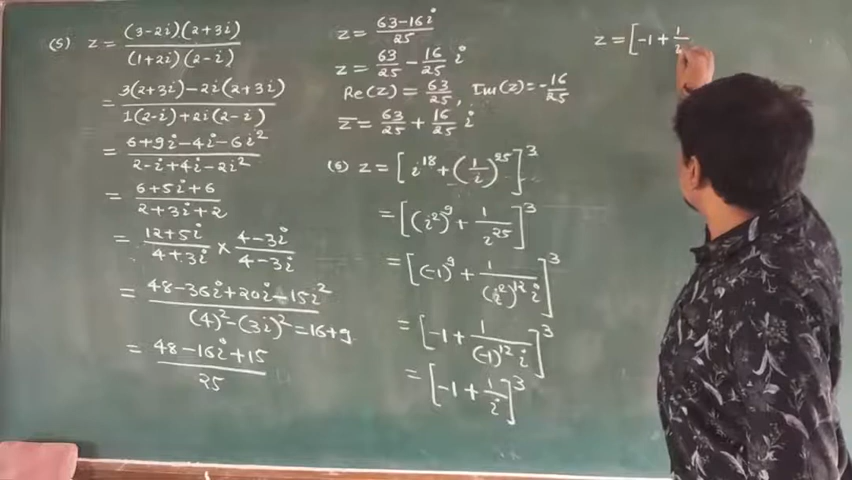 (5) z = (3-2i)(2+3i) / (1+2i)(2-i)
= 3(2+3i)-2i(2+3i) / 1(2-i)+2i(2-i)
= 6+9i-4i-6i² / 2-i+4i-2i²
= 6+5i+6 / 2+3i+2
= 12+5i / 4+3i × 4-3i / 4-3i
= 48-36i+20i-15i² / (4)²-(3i)² = 16+9
= 48-16i+15 / 25
z = 63-16i / 25
z = 63/25 - 16/25 i
Re(z) = 63/25, Im(z) = -16/25
z̅ = 63/25 + 16/25 i
(6) z = [i¹⁸ + (1/i)²⁵]³
= [(i²)⁹ + 1/i²⁵]³
= [(-1)⁹ + 1/(i²)¹² i]³
= [-1 + 1/(-1)¹² i]³
= [-1 + 1/i]³
z = [-1 + 1/i